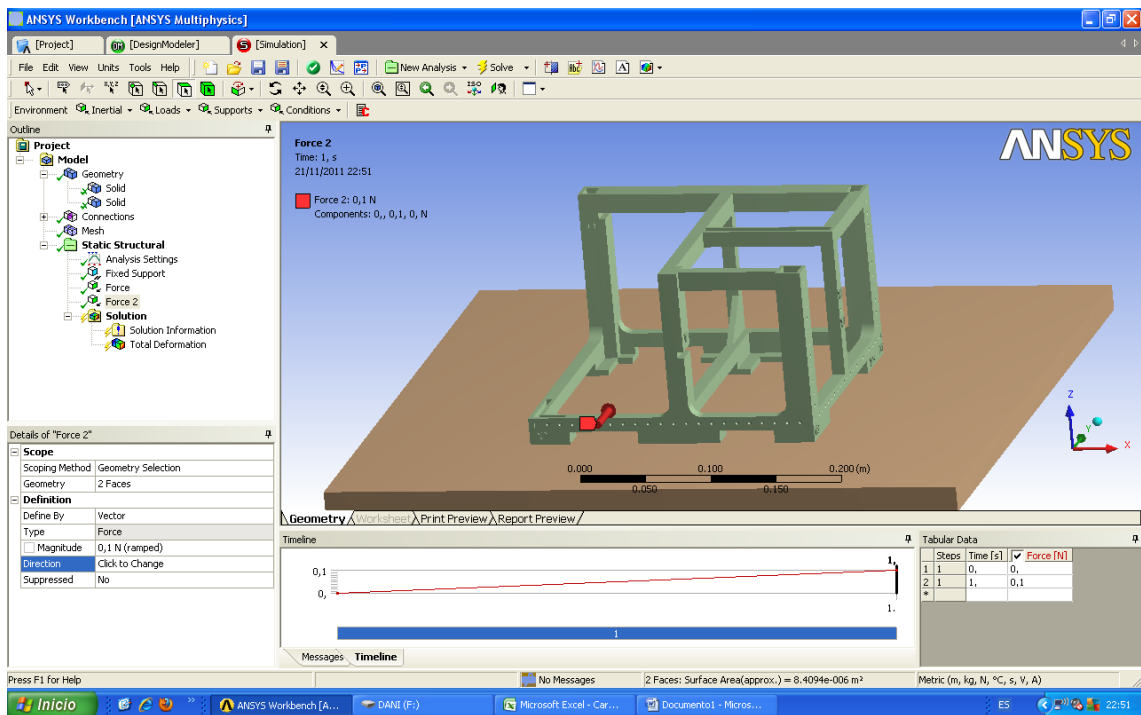 ANSYS Workbench [ANSYS Multiphysics]
[Project] [DesignModeler] [Simulation]
File Edit View Units Tools Help New Analysis Solve
Environment Inertial Loads Supports Conditions
Outline
Project
Model
Geometry
Solid
Solid
Connections
Mesh
Static Structural
Analysis Settings
Fixed Support
Force
Force 2
Solution
Solution Information
Total Deformation
Force 2
Time: 1, s
21/11/2011 22:51
Force 2: 0,1 N
Components: 0,, 0,1, 0, N
ANSYS
Z
Y
X
0.000 0.100 0.200 (m)
0.050 0.150
Geometry Worksheet Print Preview Report Preview
Details of "Force 2"
Scope
Scoping Method Geometry Selection
Geometry 2 Faces
Definition
Define By Vector
Type Force
Magnitude 0,1 N (ramped)
Direction Click to Change
Suppressed No
Timeline
1,
0,1
0,
1.
1
Messages Timeline
Tabular Data
Steps Time [s] Force [N]
1 1 0, 0,
2 1 1, 0,1
*
Press F1 for Help No Messages 2 Faces: Surface Area(approx.) = 8.4094e-006 m² Metric (m, kg, N, °C, s, V, A)
Inicio ANSYS Workbench [A... DANI (F:) Microsoft Excel - Car... Documento1 - Micros... ES 22:51